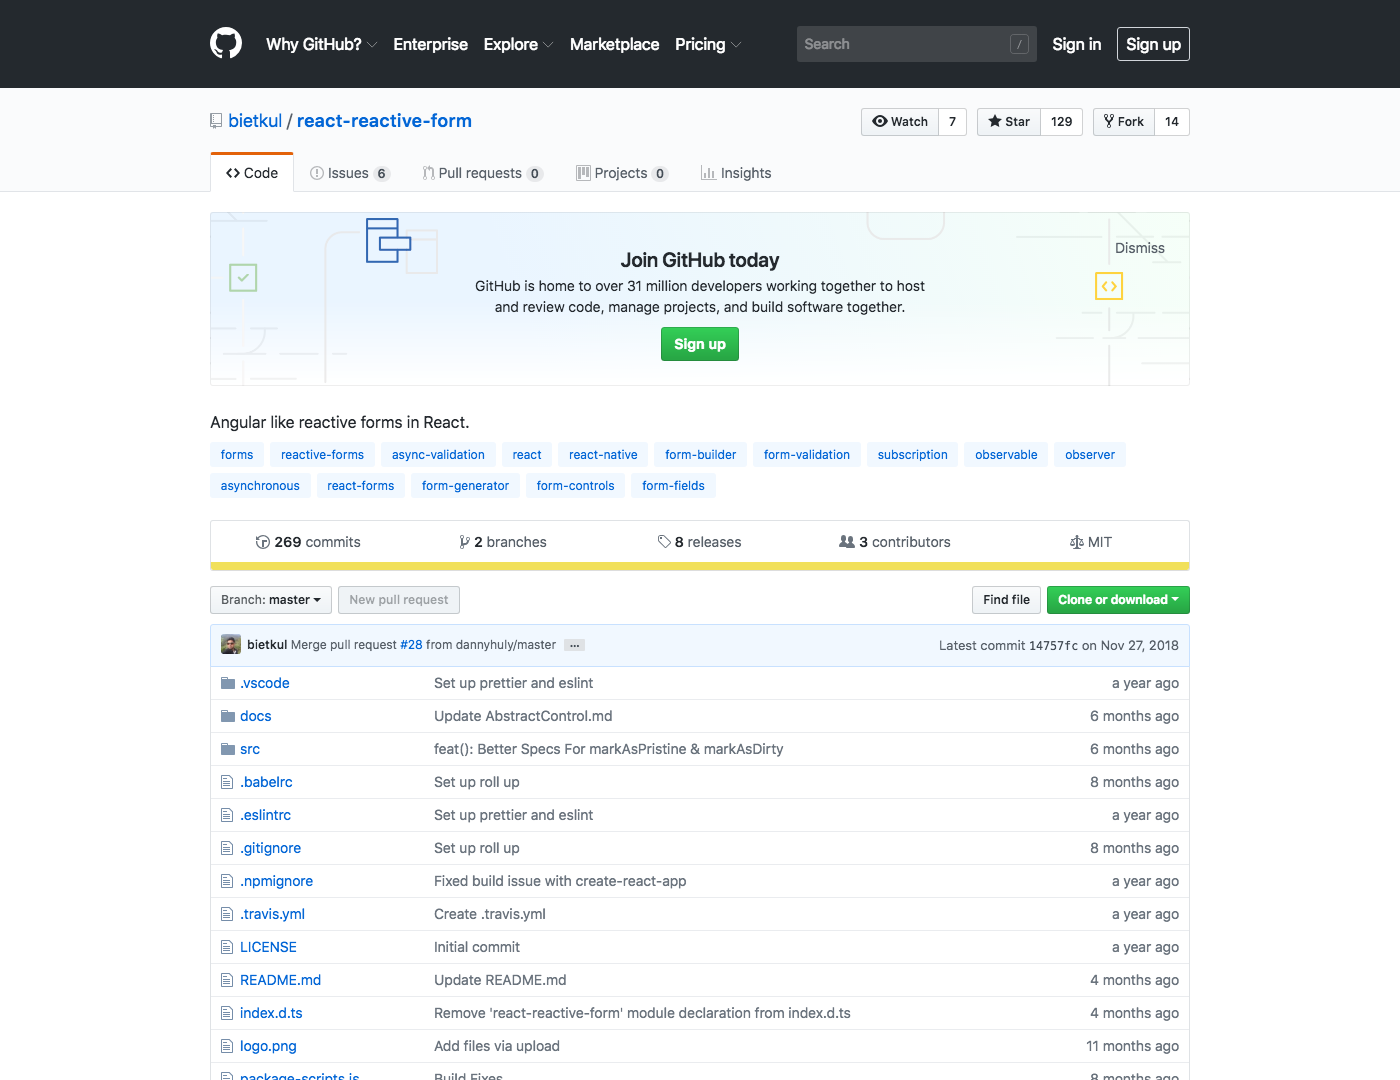 Why GitHub? Enterprise Explore Marketplace Pricing Search / Sign in Sign up
bietkul / react-reactive-form
Watch 7 Star 129 Fork 14
Code Issues 6 Pull requests 0 Projects 0 Insights
Dismiss
Join GitHub today
GitHub is home to over 31 million developers working together to host
and review code, manage projects, and build software together.
Sign up
Angular like reactive forms in React.
forms reactive-forms async-validation react react-native form-builder form-validation subscription observable observer
asynchronous react-forms form-generator form-controls form-fields
269 commits 2 branches 8 releases 3 contributors MIT
Branch: master New pull request Find file Clone or download
bietkul Merge pull request #28 from dannyhuly/master … Latest commit 14757fc on Nov 27, 2018
.vscode Set up prettier and eslint a year ago
docs Update AbstractControl.md 6 months ago
src feat(): Better Specs For markAsPristine & markAsDirty 6 months ago
.babelrc Set up roll up 8 months ago
.eslintrc Set up prettier and eslint a year ago
.gitignore Set up roll up 8 months ago
.npmignore Fixed build issue with create-react-app a year ago
.travis.yml Create .travis.yml a year ago
LICENSE Initial commit a year ago
README.md Update README.md 4 months ago
index.d.ts Remove 'react-reactive-form' module declaration from index.d.ts 4 months ago
logo.png Add files via upload 11 months ago
package-scripts.js Build Fixes 8 months ago